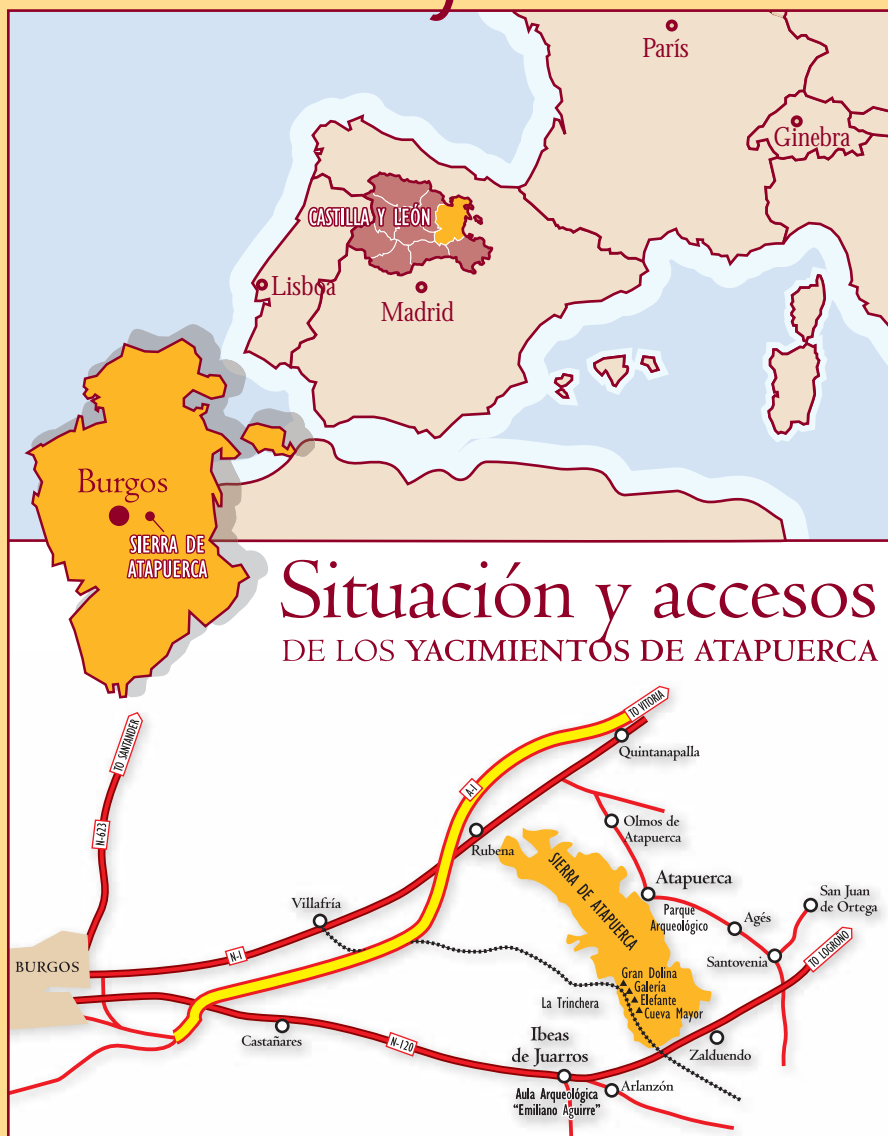 París
Ginebra
CASTILLA Y LEÓN
Lisboa
Madrid
Burgos
SIERRA DE
ATAPUERCA
Situación y accesos
DE LOS YACIMIENTOS DE ATAPUERCA
TO SANTANDER
TO VITORIA
Quintanapalla
A-1
N-623
Olmos de
Atapuerca
Rubena
SIERRA DE ATAPUERCA
Atapuerca
San Juan
de Ortega
Villafría
Parque
Arqueológico
Agés
TO LOGROÑO
N-1
BURGOS
Santovenia
Gran Dolina
Galería
Elefante
Cueva Mayor
La Trinchera
Castañares
N-120
Ibeas
de Juarros
Zalduendo
Arlanzón
Aula Arqueológica
"Emiliano Aguirre"